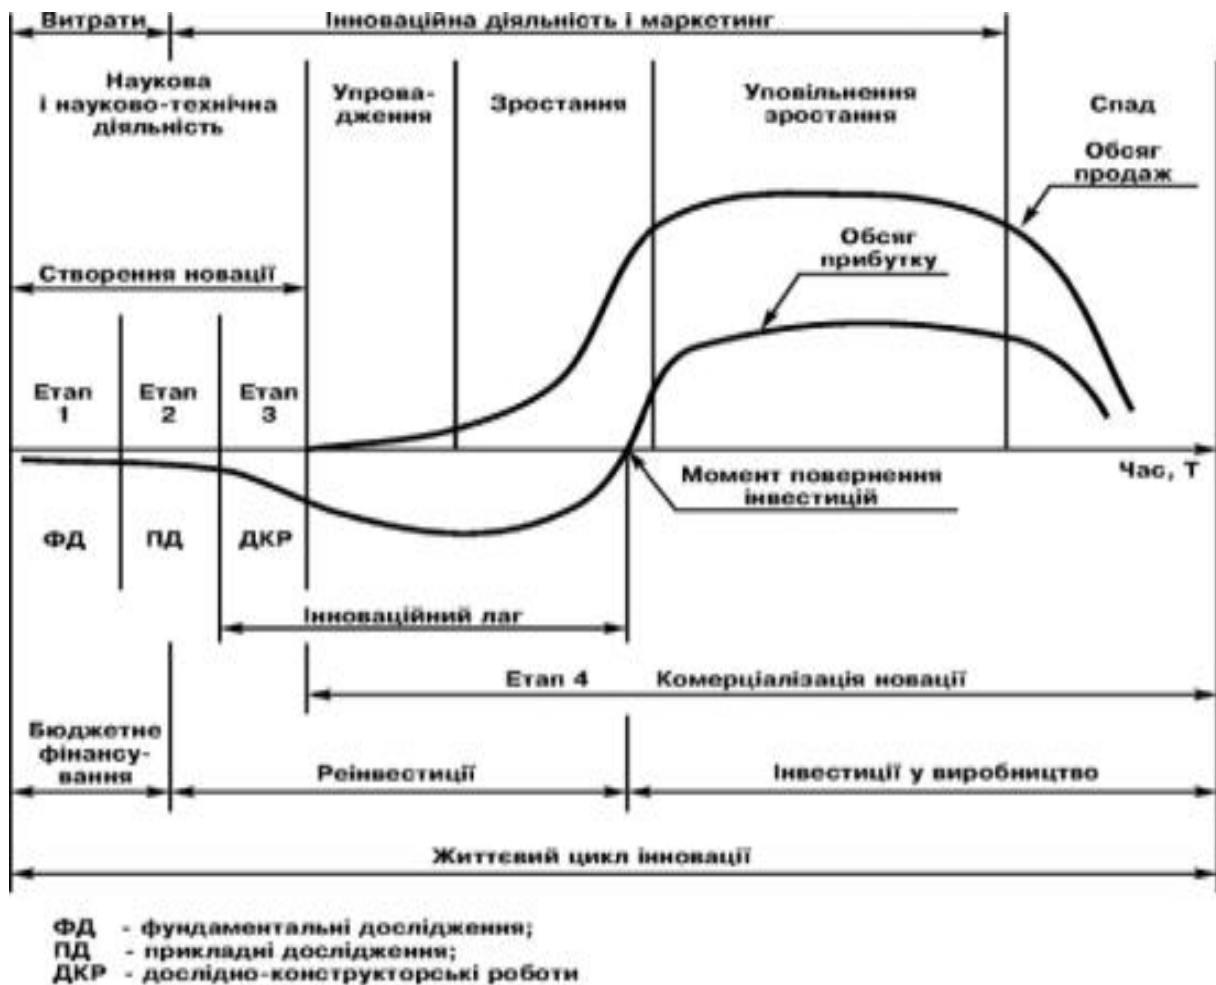 Витрати
Інноваційна діяльність і маркетинг
Наукова
і науково-технічна
діяльність
Упрова-
дження
Зростання
Уповільнення
зростання
Спад
Обсяг
продаж
Обсяг
прибутку
Створення новації
Етап
1
Етап
2
Етап
3
Час, Т
Момент повернення
інвестицій
ФД
ПД
ДКР
Інноваційний лаг
Етап 4
Комерціалізація новації
Бюджетне
фінансу-
вання
Реінвестиції
Інвестиції у виробництво
Життєвий цикл інновації
ФД - фундаментальні дослідження;
ПД - прикладні дослідження;
ДКР - дослідно-конструкторські роботи